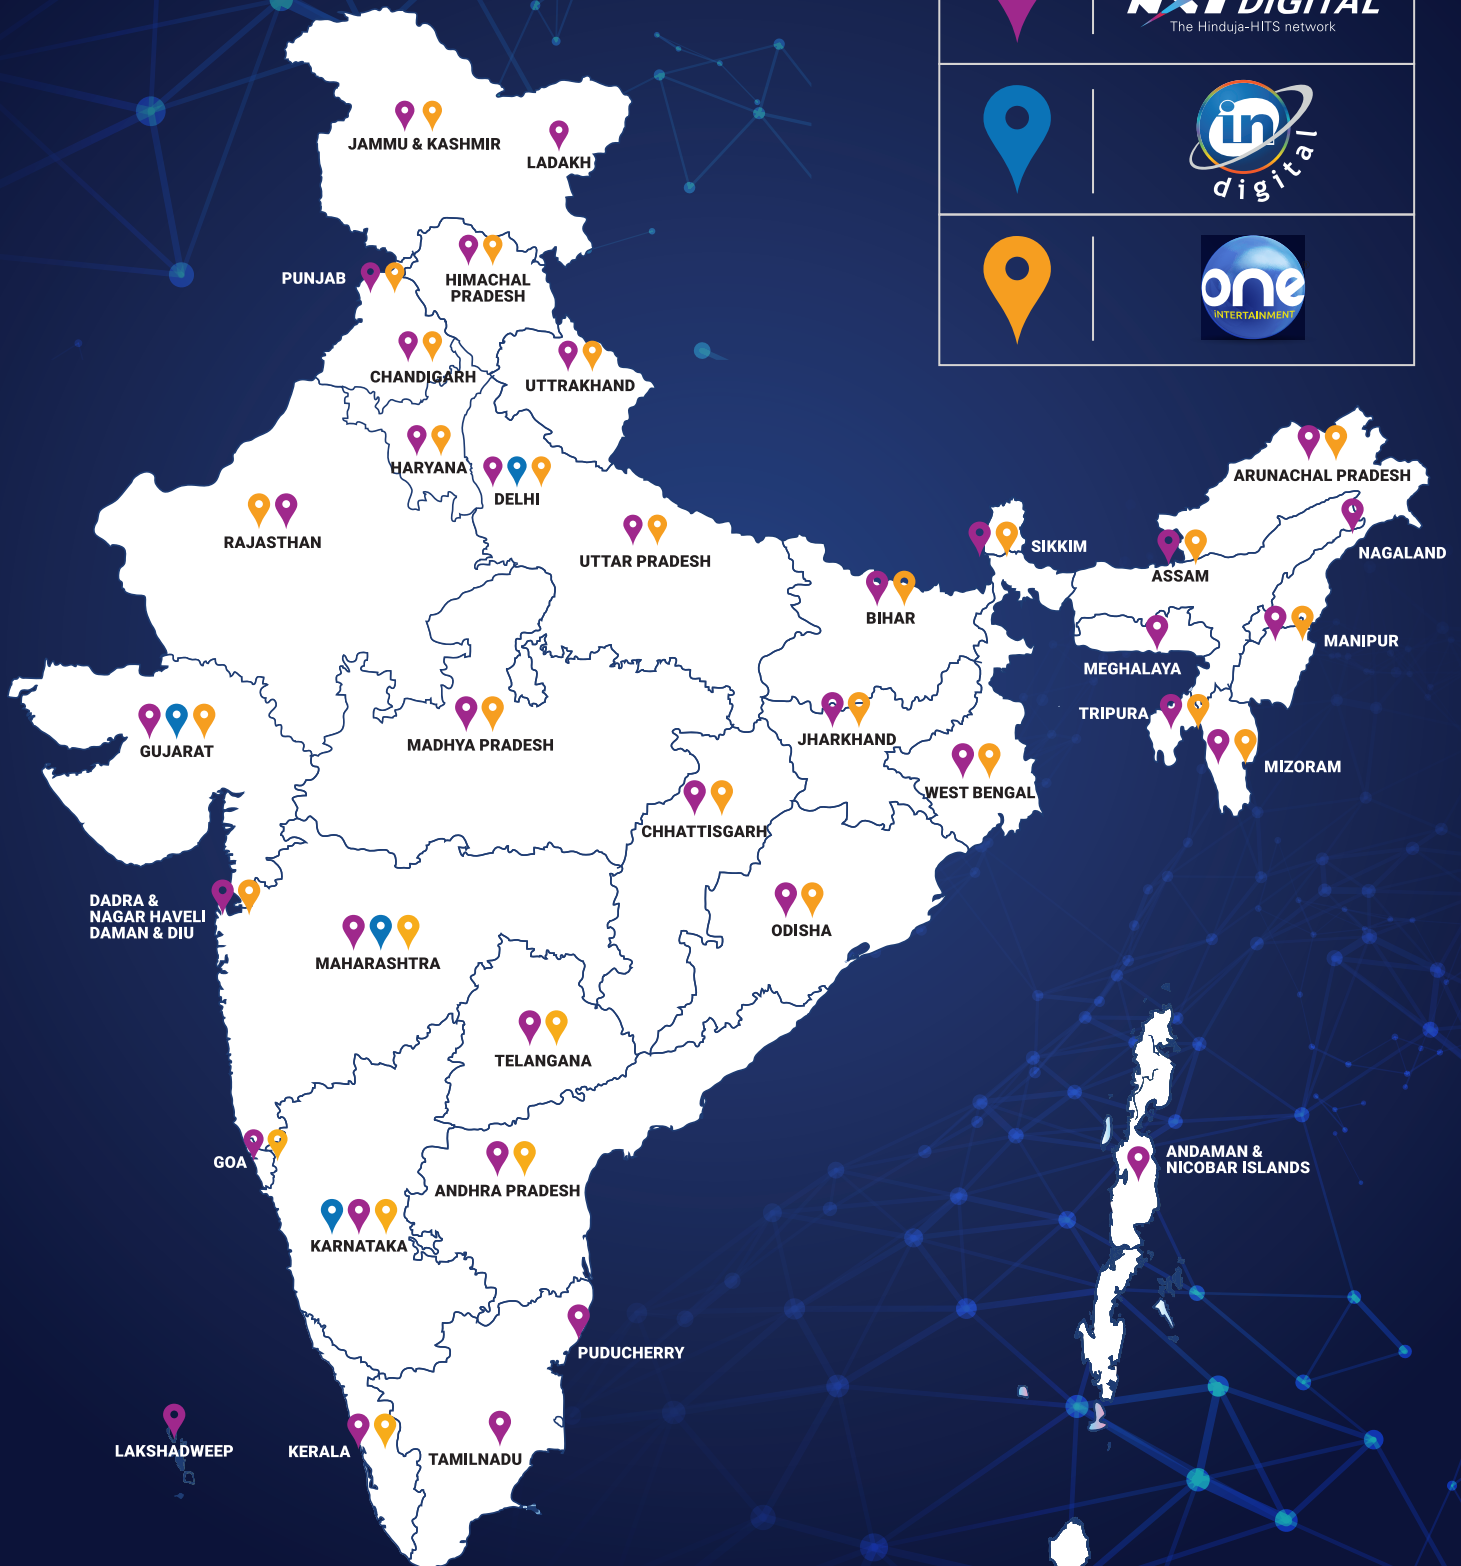 NXT DIGITAL
The Hinduja-HITS network
in
digital
one
iNTERTAINMENT
JAMMU & KASHMIR
LADAKH
PUNJAB
HIMACHAL
PRADESH
CHANDIGARH
UTTRAKHAND
HARYANA
DELHI
RAJASTHAN
UTTAR PRADESH
ARUNACHAL PRADESH
SIKKIM
NAGALAND
ASSAM
BIHAR
MANIPUR
MEGHALAYA
TRIPURA
GUJARAT
MADHYA PRADESH
JHARKHAND
MIZORAM
WEST BENGAL
CHHATTISGARH
DADRA &
NAGAR HAVELI
DAMAN & DIU
ODISHA
MAHARASHTRA
TELANGANA
GOA
ANDHRA PRADESH
ANDAMAN &
NICOBAR ISLANDS
KARNATAKA
PUDUCHERRY
LAKSHADWEEP
KERALA
TAMILNADU